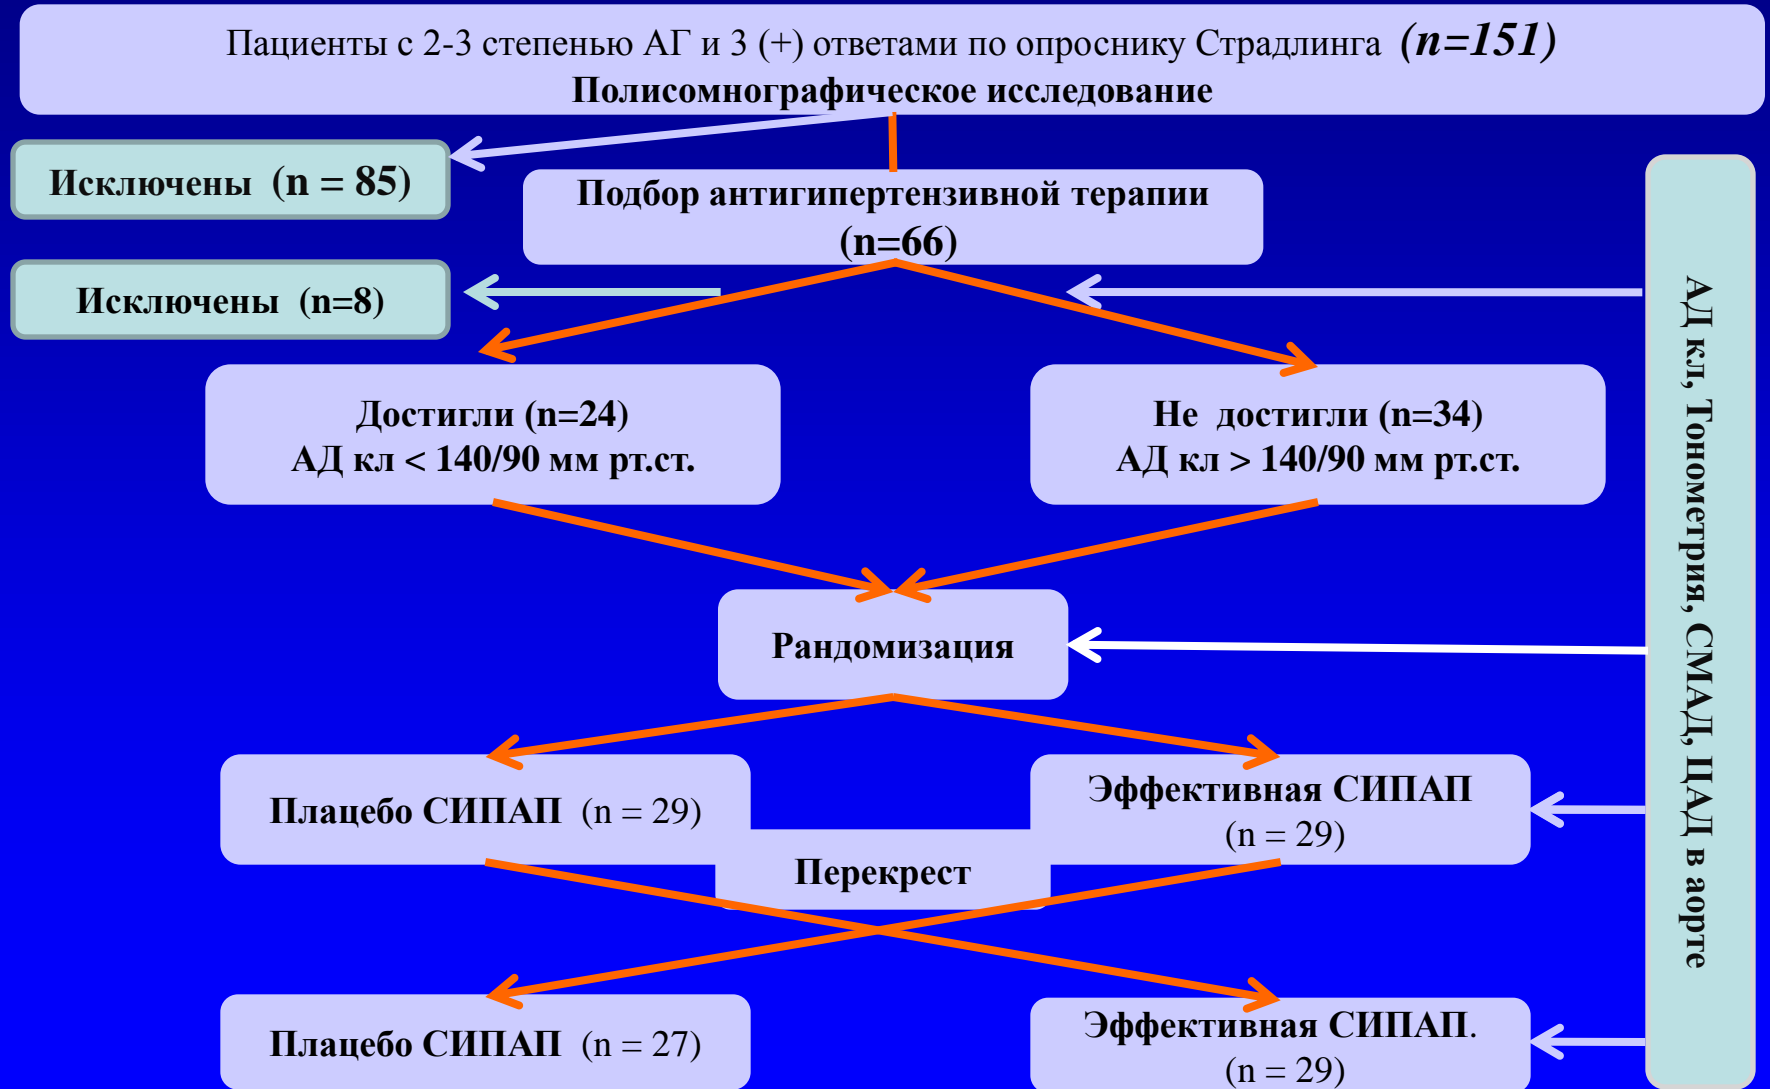 Пациенты с 2-3 степенью АГ и 3 (+) ответами по опроснику Страдлинга (n=151)
Полисомнографическое исследование
Исключены (n = 85)
Подбор антигипертензивной терапии
(n=66)
Исключены (n=8)
Достигли (n=24)
АД кл < 140/90 мм рт.ст.
Не достигли (n=34)
АД кл > 140/90 мм рт.ст.
Рандомизация
Плацебо СИПАП (n = 29)
Эффективная СИПАП
(n = 29)
Перекрест
Плацебо СИПАП (n = 27)
Эффективная СИПАП.
(n = 29)
АД кл, Тонометрия, СМАД, ЦАД в аорте